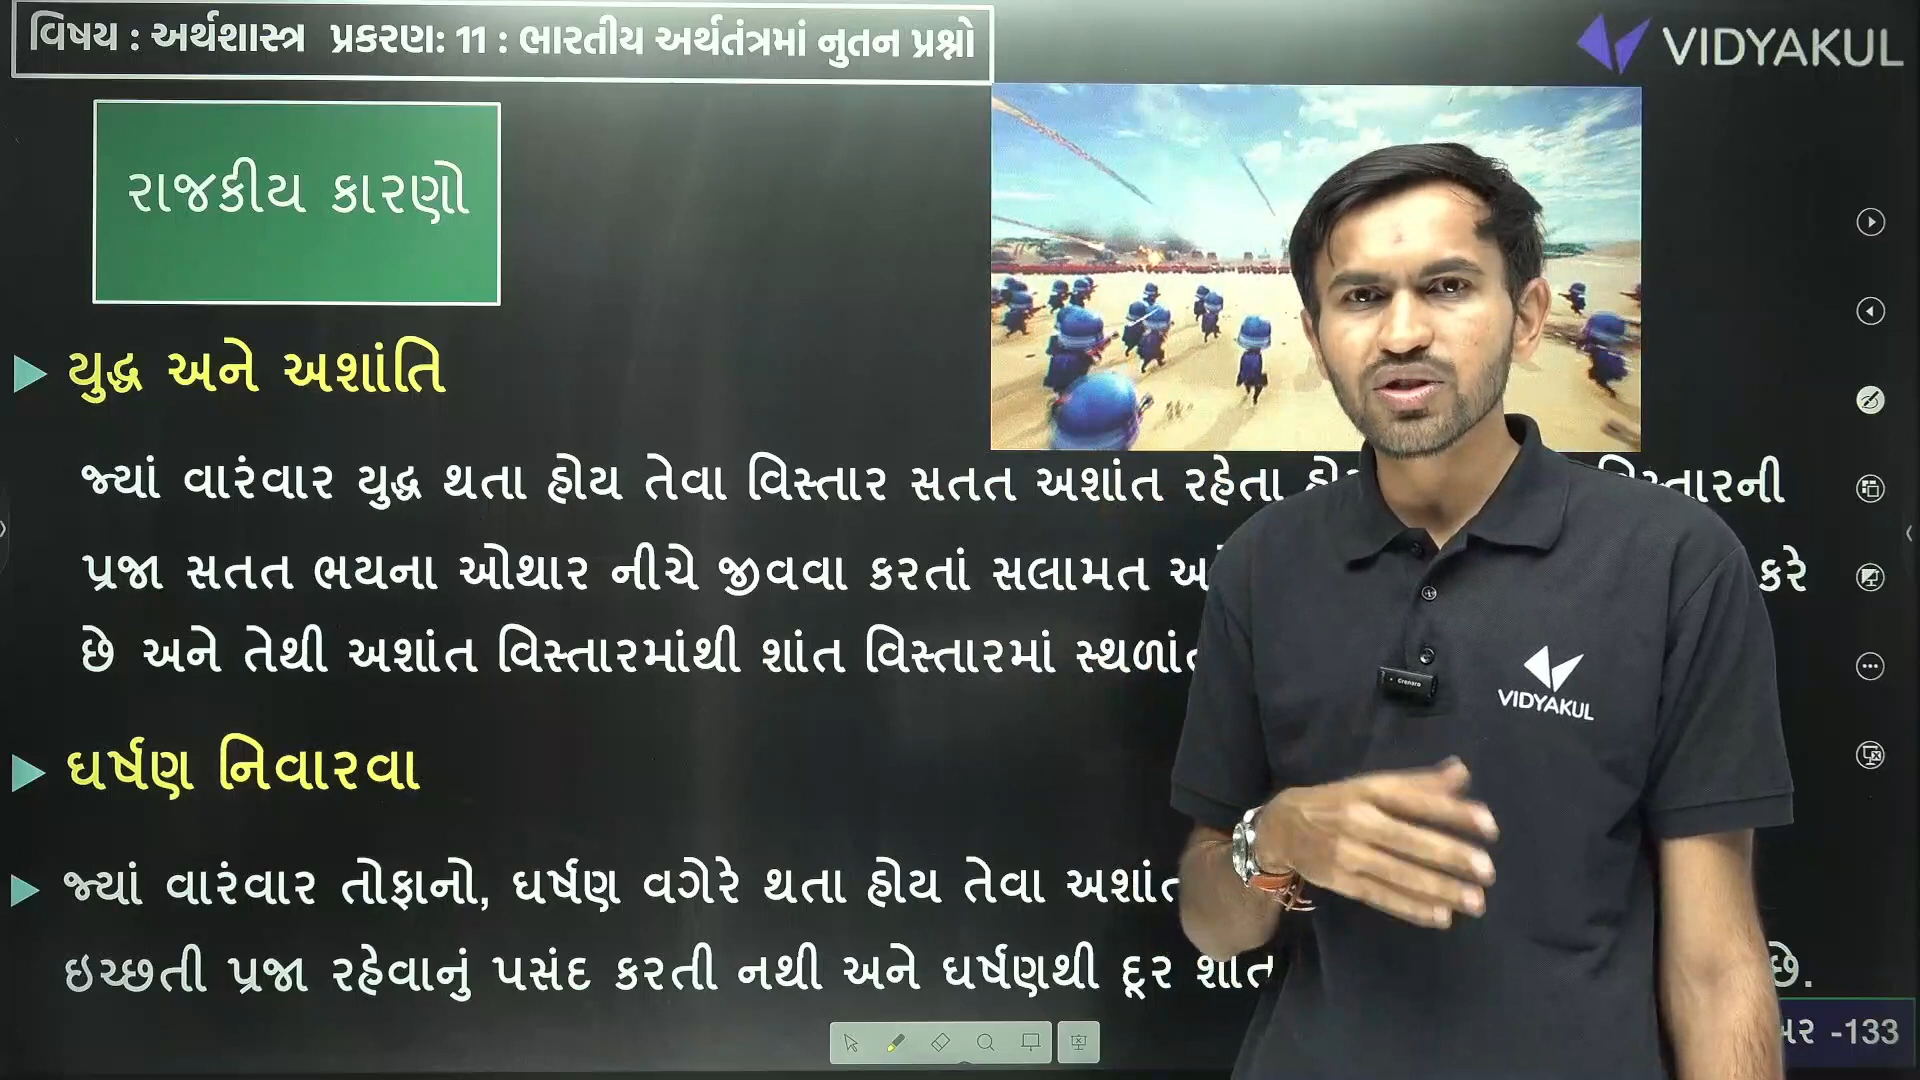 વિષય : અર્થશાસ્ત્ર પ્રકરણ: 11 : ભારતીય અર્થતંત્રમાં નુતન પ્રશ્નો
VIDYAKUL
રાજકીય કારણો
યુદ્ધ અને અશાંતિ
જ્યાં વારંવાર યુદ્ધ થતા હોય તેવા વિસ્તાર સતત અશાંત રહેતા
પ્રજા સતત ભયના ઓથાર નીચે જીવવા કરતાં સલામત કરે
છે અને તેથી અશાંત વિસ્તારમાંથી શાંત વિસ્તારમાં
ઘર્ષણ નિવારવા
જ્યાં વારંવાર તોફાનો, ઘર્ષણ વગેરે થતા હોય તેવા
ઇચ્છતી પ્રજા રહેવાનું પસંદ કરતી નથી અને ઘર્ષણથી દૂર છે.
-133
VIDYAKUL